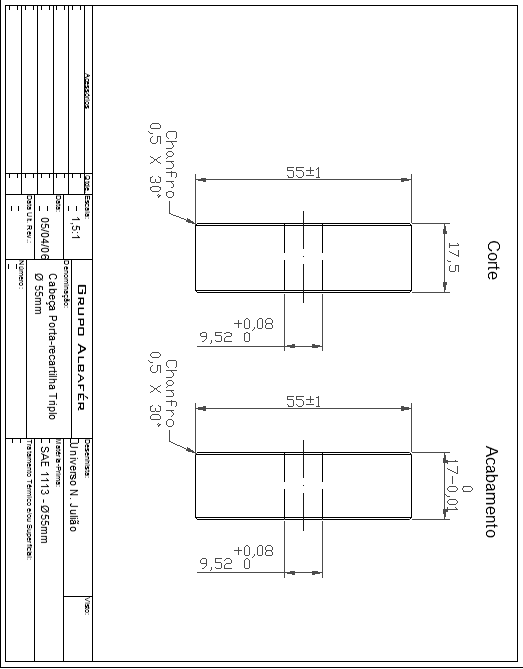 Corte
55±1
17,5
Chanfro
0,5 X 30°
+0,08
9,52 0
Acabamento
55±1
0
17-0,01
Chanfro
0,5 X 30°
+0,08
9,52 0
Acessórios
Qtde.
Escala:
1,5:1
Data:
05/04/06
Data Ult. Rev.:
GRUPO ALBAFÉR
Denominação:
Cabeça Porta-recartilha Triplo
Ø 55mm
Número:
Desenhista:
Universo N. Julião
Visto:
Matéria-Prima:
SAE 1113 - Ø55mm
Tratamento Térmico e/ou Superficial: